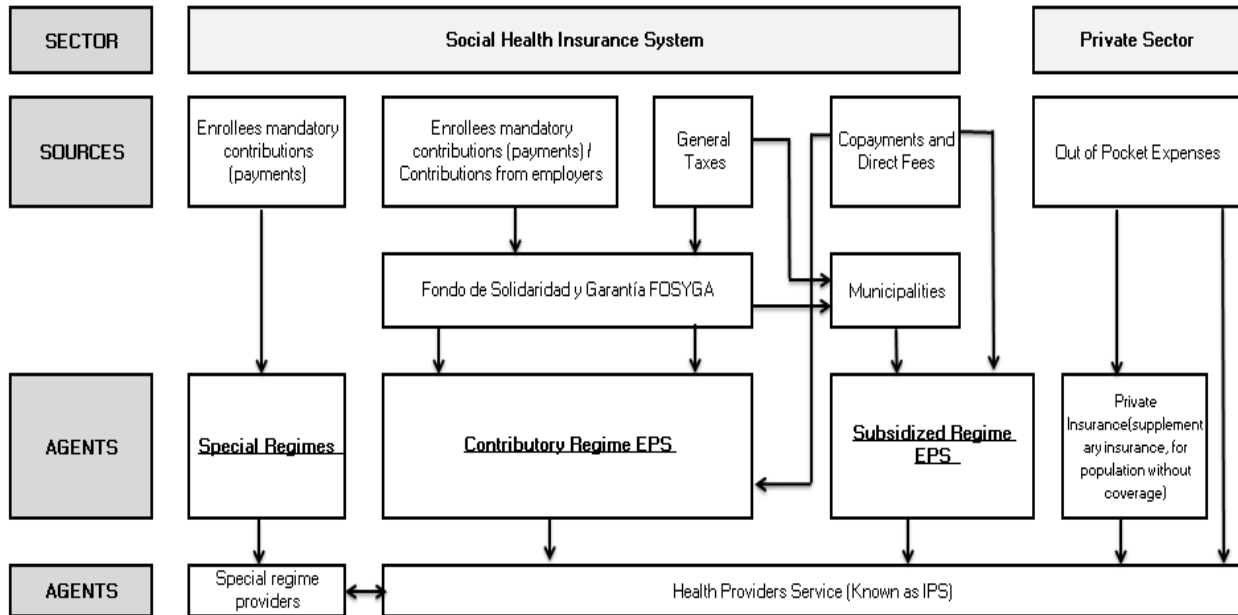 SECTOR
Social Health Insurance System
Private Sector
SOURCES
Enrollees mandatory
contributions
(payments)
Enrollees mandatory
contributions (payments) /
Contributions from employers
General
Taxes
Copayments and
Direct Fees
Out of Pocket Expenses
Fondo de Solidaridad y Garantía FOSYGA
Municipalities
AGENTS
Special Regimes
Contributory Regime EPS
Subsidized Regime
EPS
Private
Insurance(supplement
ary insurance, for
population without
coverage)
AGENTS
Special regime
providers
Health Providers Service (Known as IPS)